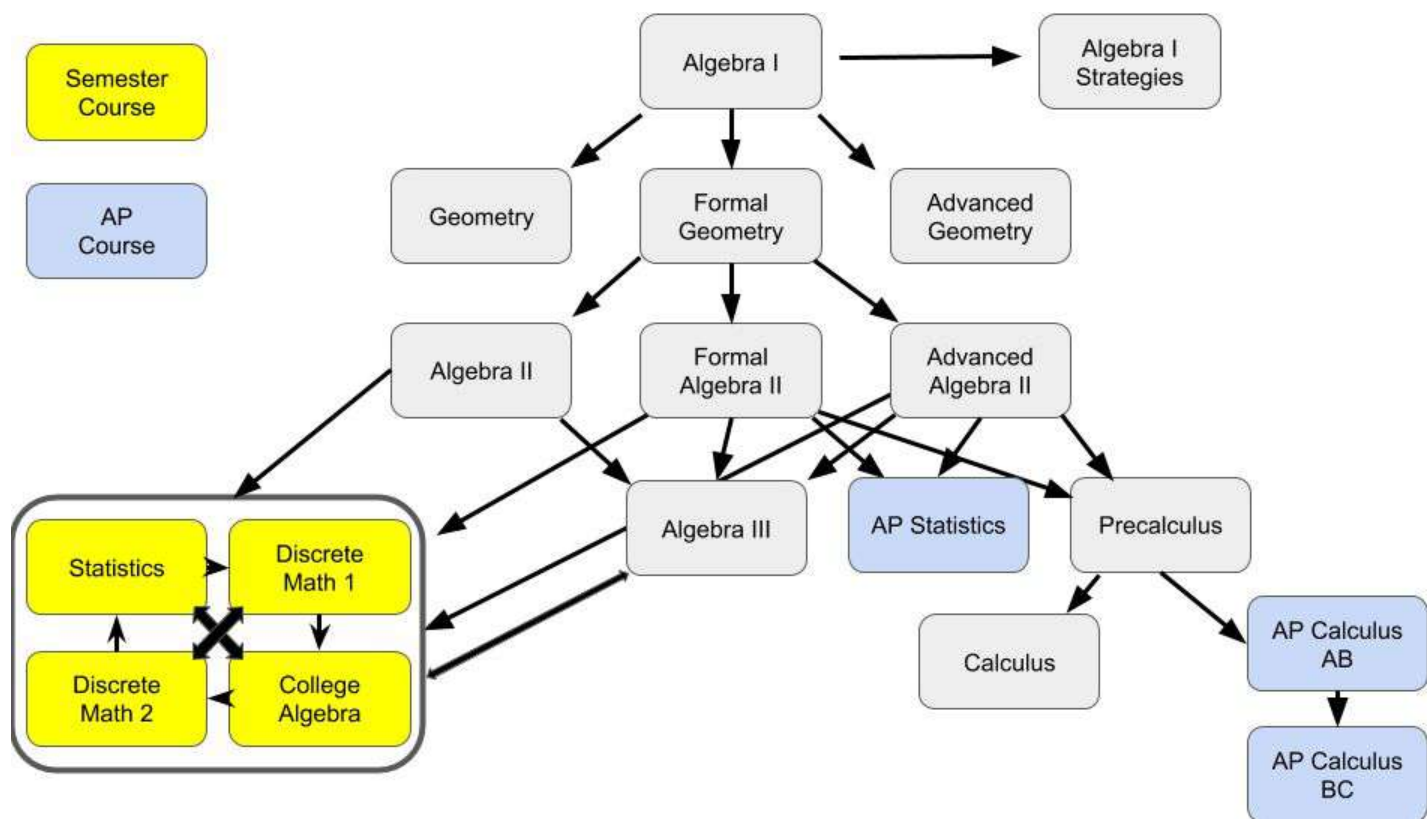 Semester
Course
AP
Course
Algebra I
Algebra I
Strategies
Geometry
Formal
Geometry
Advanced
Geometry
Algebra II
Formal
Algebra II
Advanced
Algebra II
Statistics
Discrete
Math 1
Discrete
Math 2
College
Algebra
Algebra III
AP Statistics
Precalculus
Calculus
AP Calculus
AB
AP Calculus
BC